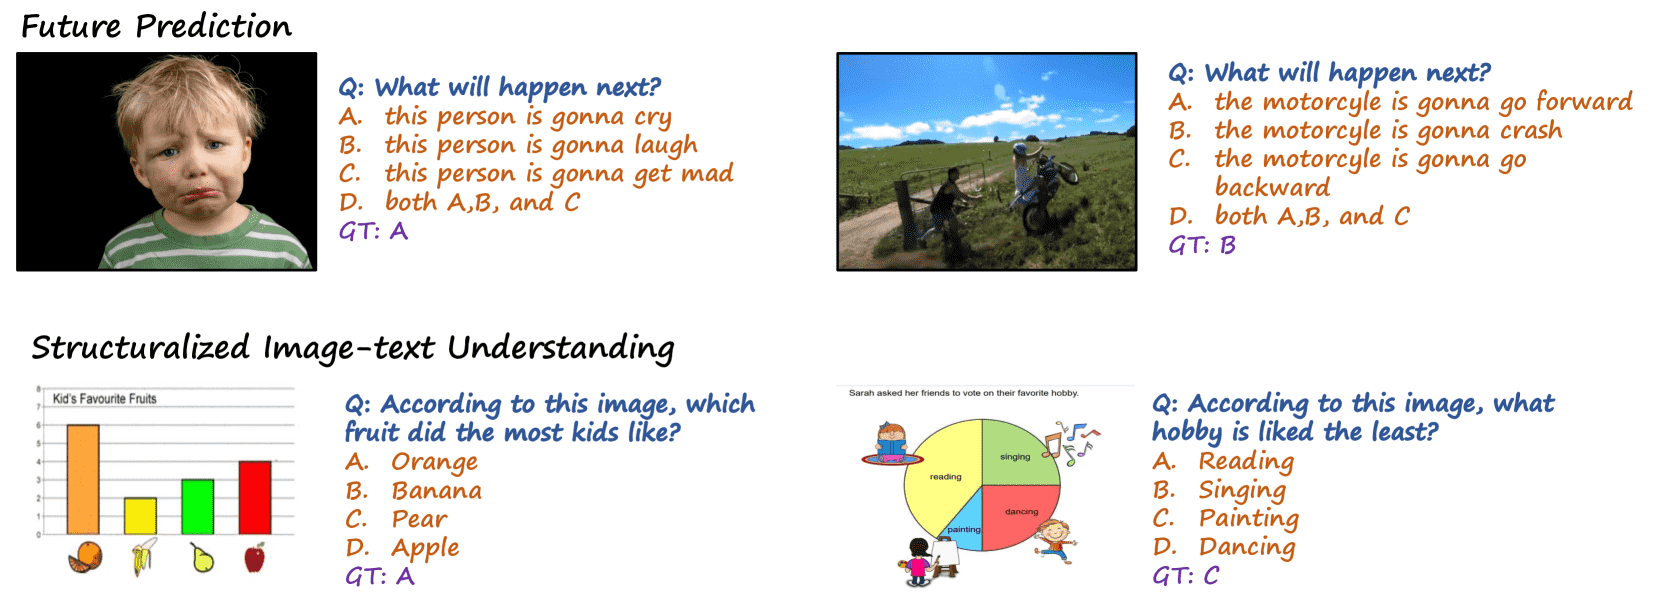 Future Prediction
Q: What will happen next?
A. this person is gonna cry
B. this person is gonna laugh
C. this person is gonna get mad
D. both A,B, and C
GT: A
Q: What will happen next?
A. the motorcyle is gonna go forward
B. the motorcyle is gonna crash
C. the motorcyle is gonna go
backward
D. both A,B, and C
GT: B
Structuralized Image-text Understanding
8
Kid's Favourite Fruits
7
6
5
4
3
2
1
0
Q: According to this image, which
fruit did the most kids like?
A. Orange
B. Banana
C. Pear
D. Apple
GT: A
Sarah asked her friends to vote on their favorite hobby.
singing
reading
dancing
painting
Q: According to this image, what
hobby is liked the least?
A. Reading
B. Singing
C. Painting
D. Dancing
GT: C